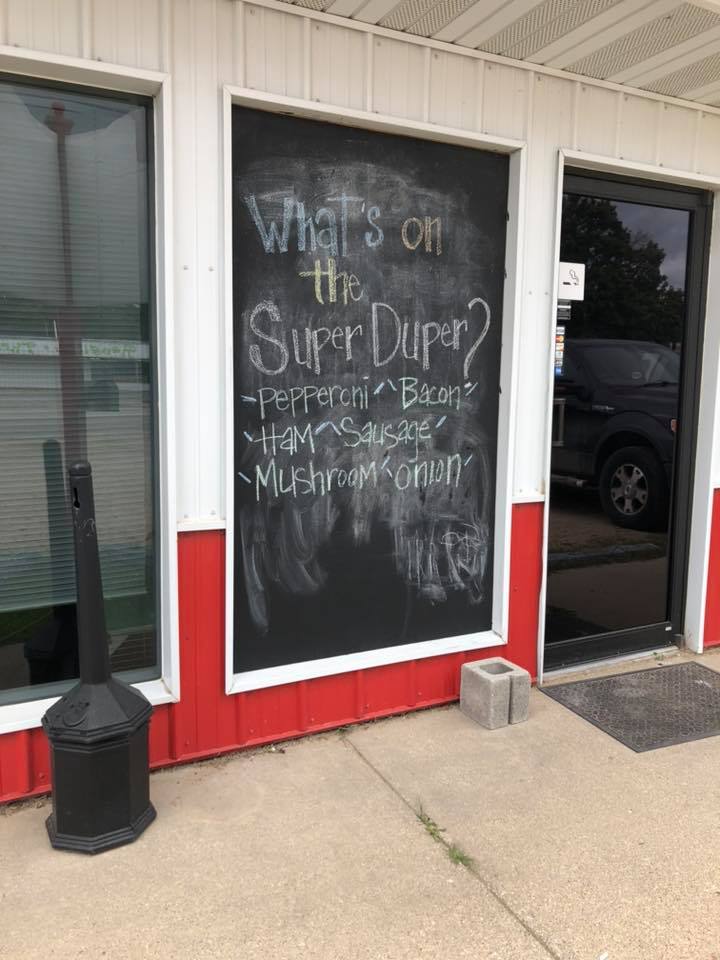 What's on
the
Super Duper?
Pepperoni Bacon
Ham Sausage
Mushroom onion